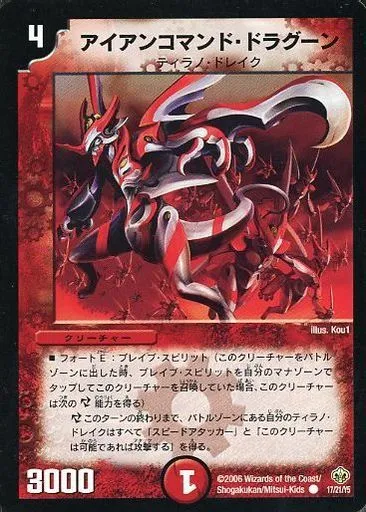 4
アイアンコマンド・ドラグーン
ティラノ・ドレイク
illus. Kou1
クリーチャー
■ フォートE：ブレイブ・スピリット（このクリーチャーをバトル
ゾーンに出した時、ブレイブ・スピリットを自分のマナゾーンで
タップしてこのクリーチャーを召喚していた場合、このクリーチャー
は次の 能力を得る）
このターンの終わりまで、バトルゾーンにある自分のティラノ・
ドレイクはすべて「スピードアタッカー」と「このクリーチャー
は可能であれば攻撃する」を得る。
3000
1
©2006 Wizards of the Coast/
Shogakukan/Mitsui-Kids
17/21/Y5